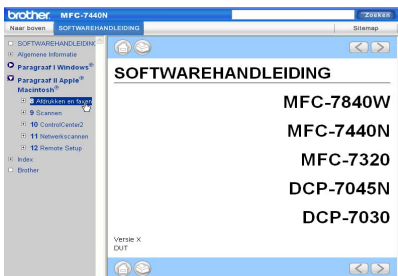 brother MFC-7440N
Zoeken
Naar boven SOFTWAREHANDLEIDING
Sitemap
SOFTWAREHANDLEIDING
Algemene Informatie
Paragraaf I Windows®
Paragraaf II Apple®
Macintosh®
8 Afdrukken en faxen
9 Scannen
10 ControlCenter2
11 Netwerkscannen
12 Remote Setup
Index
Brother
SOFTWAREHANDLEIDING
MFC-7840W
MFC-7440N
MFC-7320
DCP-7045N
DCP-7030
Versie X
DUT